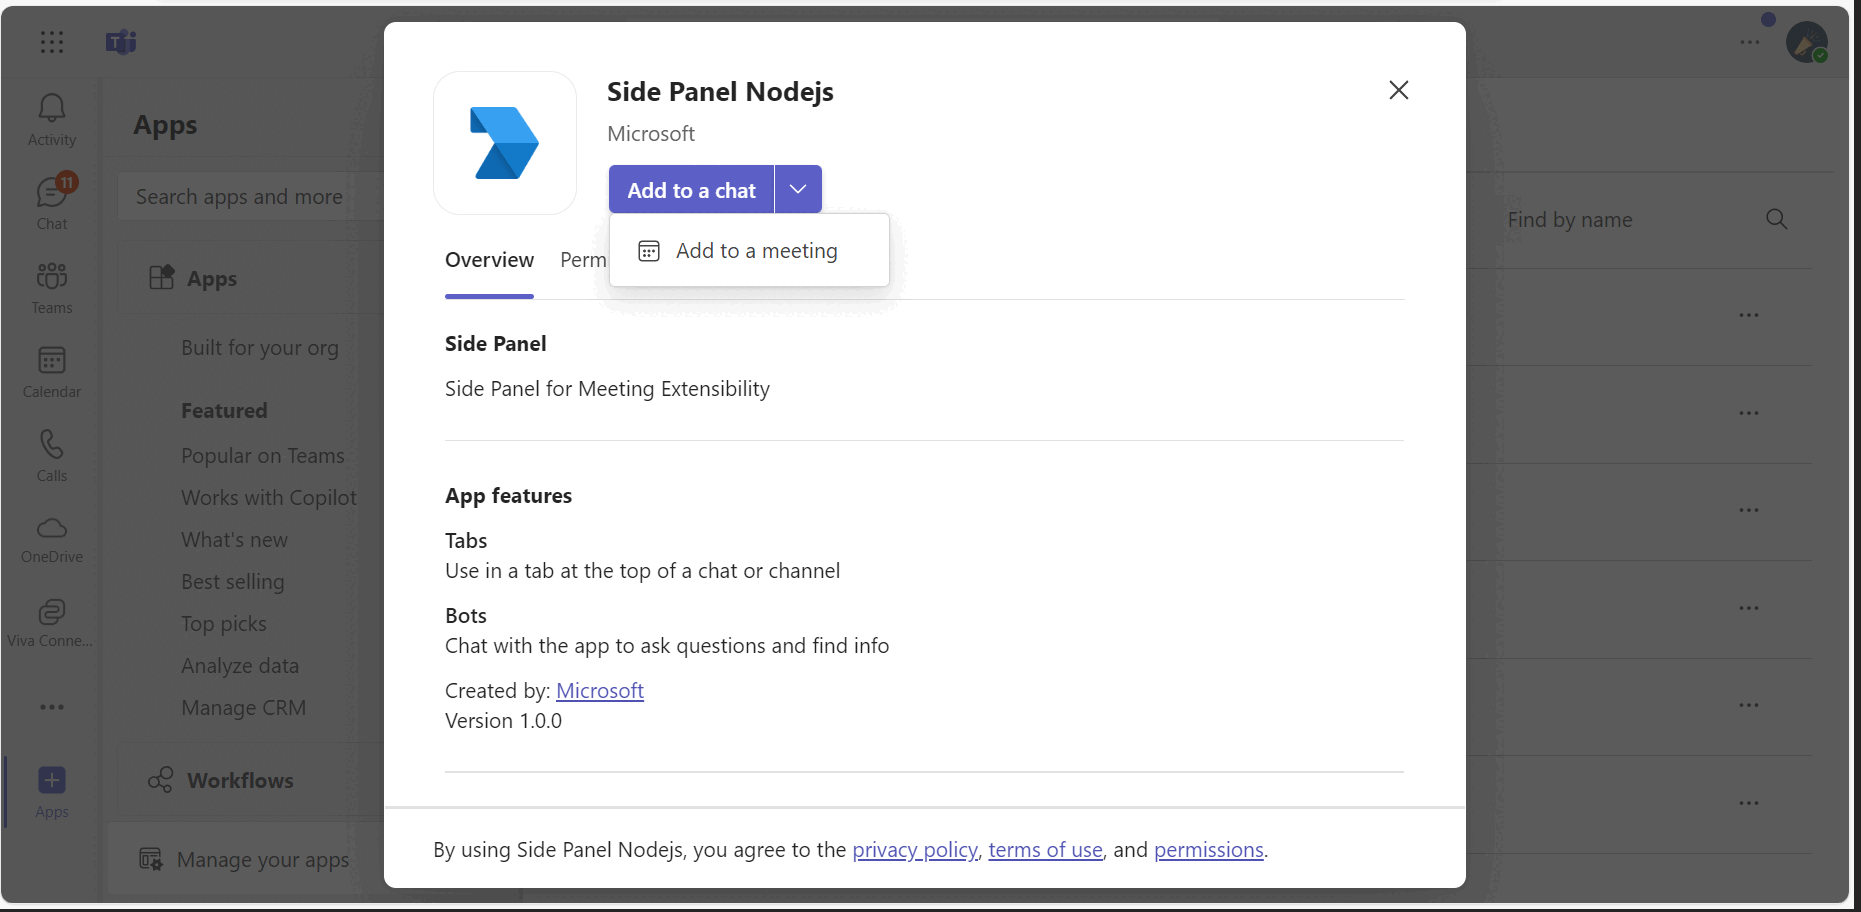 Activity
11
Chat
Teams
Calendar
Calls
OneDrive
Viva Conne...
Apps
Apps
Search apps and more
Apps
Built for your org
Featured
Popular on Teams
Works with Copilot
What's new
Best selling
Top picks
Analyze data
Manage CRM
Workflows
Manage your apps
Side Panel Nodejs
Microsoft
Add to a chat
Add to a meeting
Overview Perm
Side Panel
Side Panel for Meeting Extensibility
App features
Tabs
Use in a tab at the top of a chat or channel
Bots
Chat with the app to ask questions and find info
Created by: Microsoft
Version 1.0.0
By using Side Panel Nodejs, you agree to the privacy policy, terms of use, and permissions.
Find by name